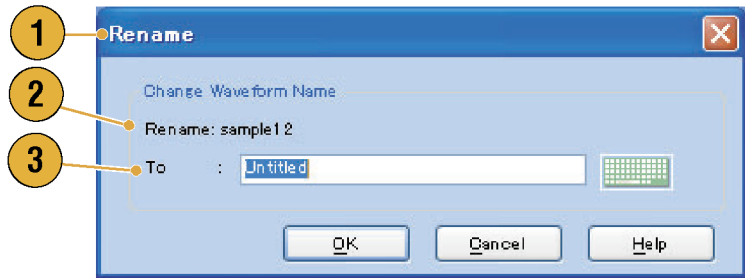 1
Rename
Change Waveform Name
2
Rename: sample12
3
To : Untitled
OK Cancel Help